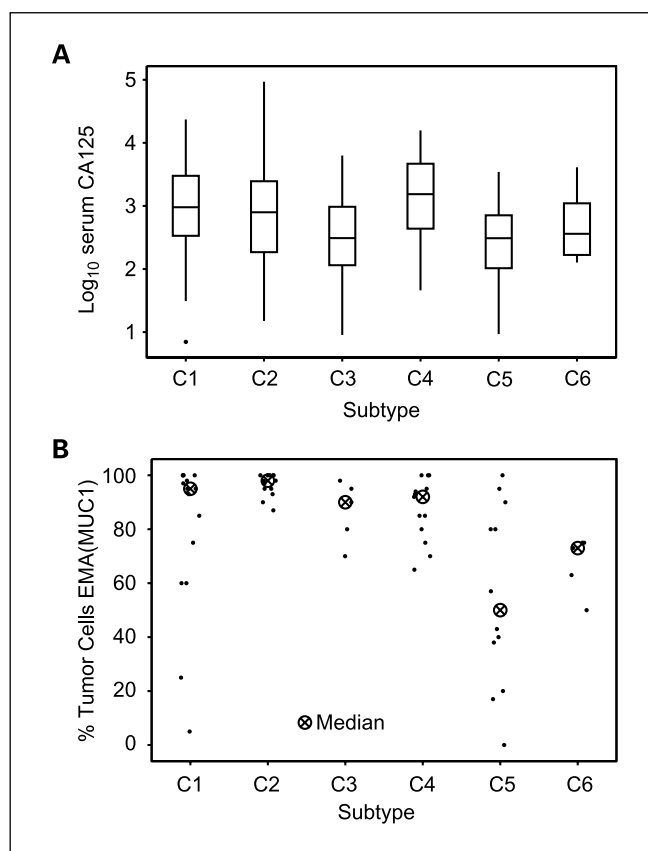 A
Log10 serum CA125
5
4
3
2
1
C1 C2 C3 C4 C5 C6
Subtype
B
% Tumor Cells EMA(MUC1)
100
80
60
40
20
0
Median
C1 C2 C3 C4 C5 C6
Subtype